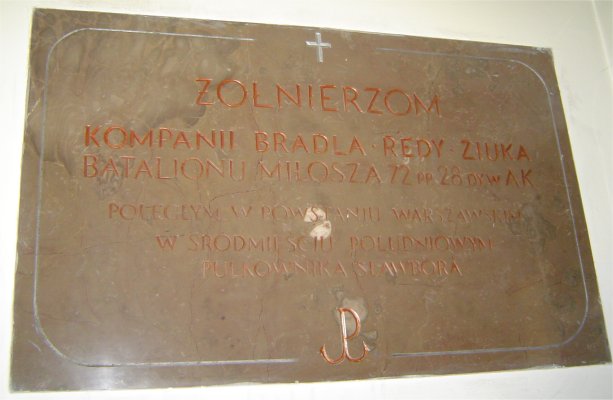 ŻOŁNIERZOM
KOMPANII BRADLA · REDY · ZIUKA
BATALIONU MIŁOSZA 72 PP. 28 DYW AK
POLEGŁYM W POWSTANIU WARSZAWSKIM
W ŚRÓDMIEŚCIU POŁUDNIOWYM
PUŁKOWNIKA SŁAWBORA